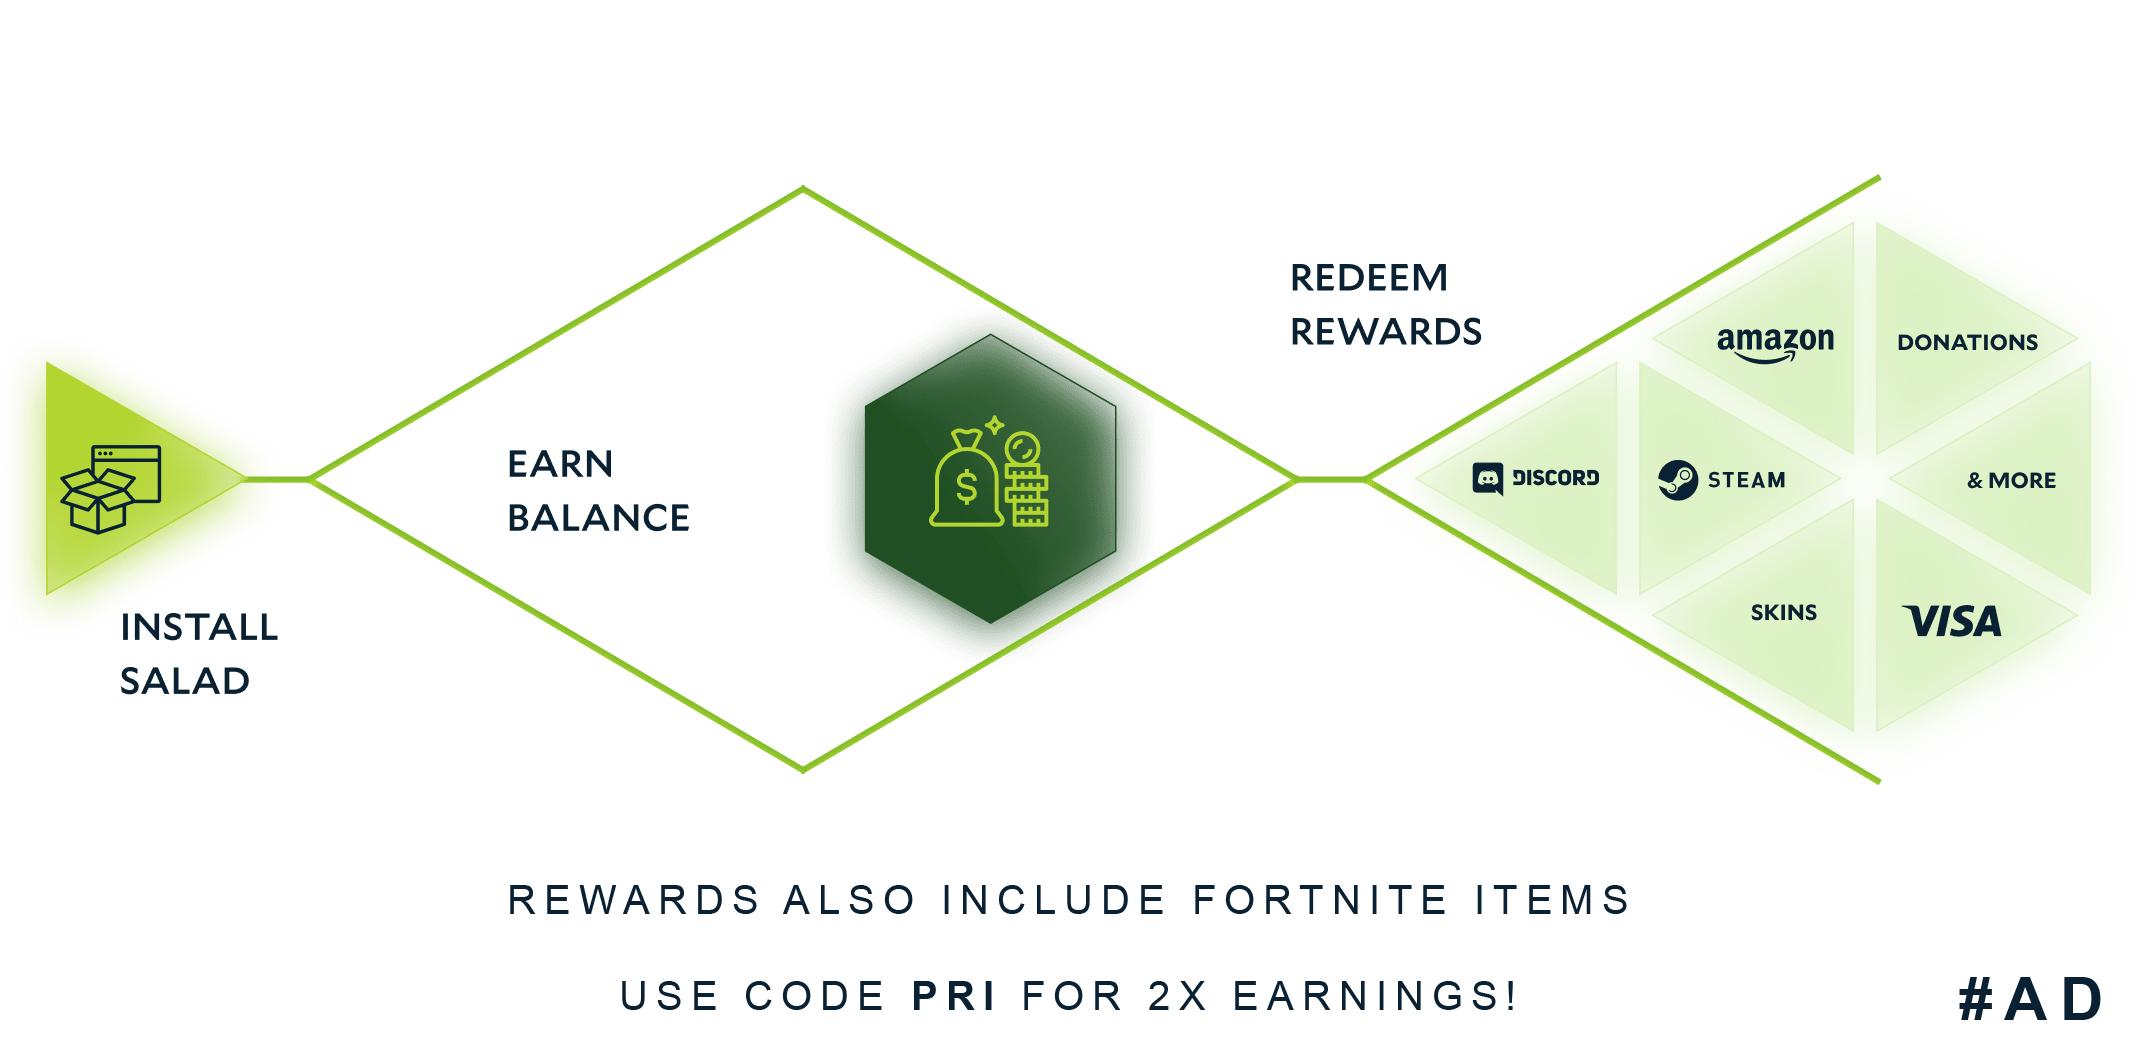 INSTALL
SALAD
EARN
BALANCE
$
REDEEM
REWARDS
amazon
DONATIONS
DISCORD
STEAM
& MORE
SKINS
VISA
REWARDS ALSO INCLUDE FORTNITE ITEMS
USE CODE PRI FOR 2X EARNINGS!
#AD